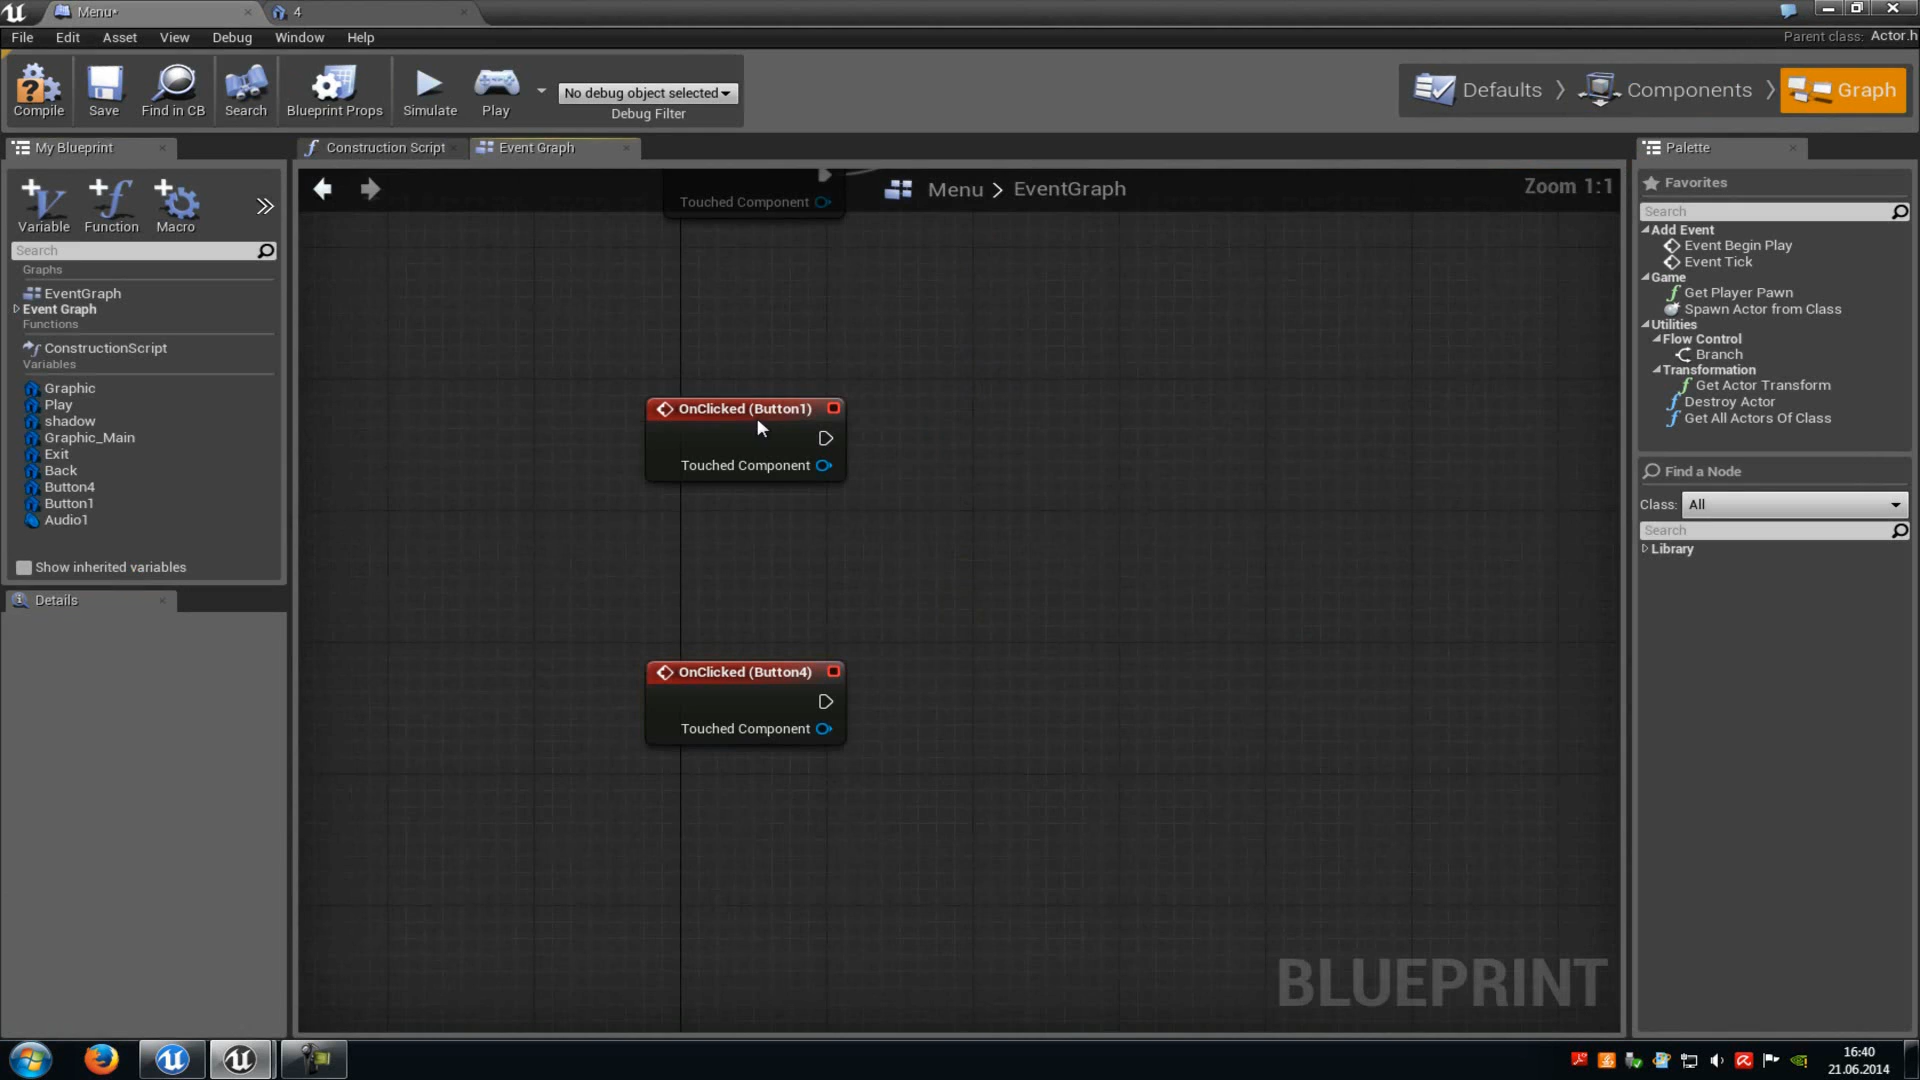 Menu*
4
File Edit Asset View Debug Window Help
Parent class: Actor.h
Compile Save Find in CB Search Blueprint Props Simulate Play
No debug object selected
Debug Filter
Defaults Components Graph
My Blueprint
Variable Function Macro
Search
Graphs
EventGraph
Event Graph
Functions
ConstructionScript
Variables
Graphic
Play
shadow
Graphic_Main
Exit
Back
Button4
Button1
Audio1
Show inherited variables
Details
Construction Script
Event Graph
Menu > EventGraph
Zoom 1:1
Touched Component
OnClicked (Button1)
Touched Component
OnClicked (Button4)
Touched Component
BLUEPRINT
Palette
Favorites
Search
Add Event
Event Begin Play
Event Tick
Game
Get Player Pawn
Spawn Actor from Class
Utilities
Flow Control
Branch
Transformation
Get Actor Transform
Destroy Actor
Get All Actors Of Class
Find a Node
Class: All
Search
Library
16:40
21.06.2014